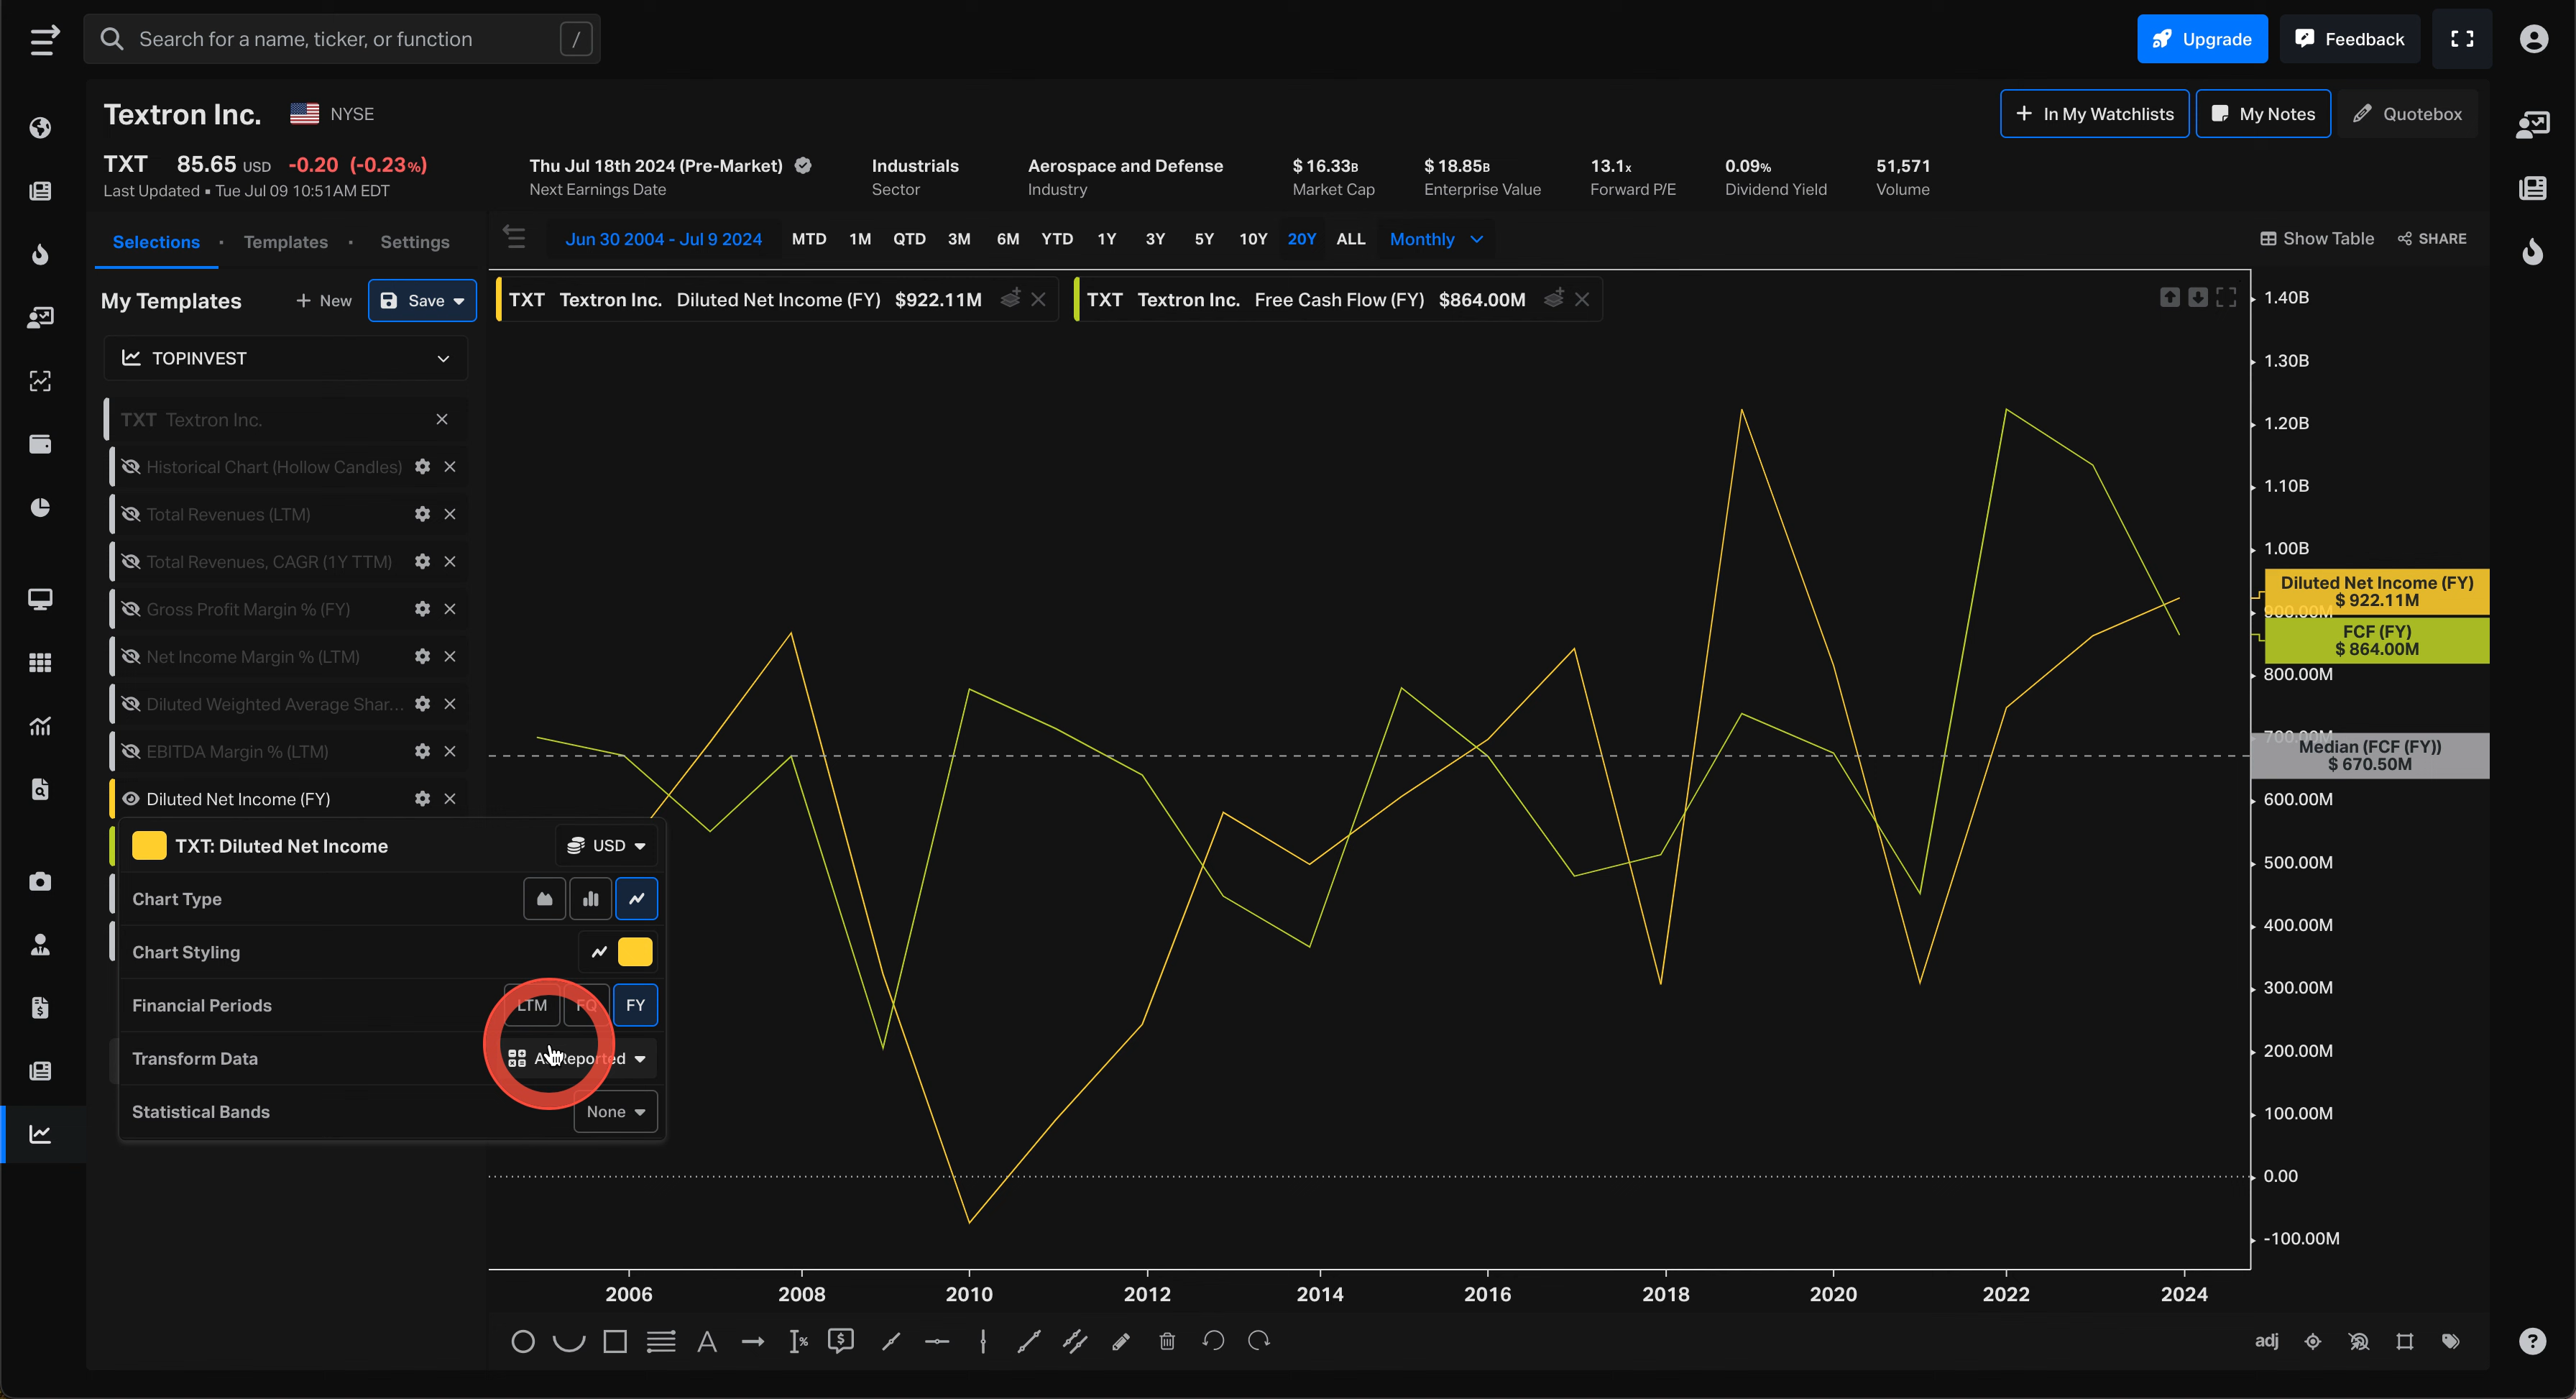 Search for a name, ticker, or function /
Upgrade
Feedback
Textron Inc. NYSE
+ In My Watchlists
My Notes
Quotebox
TXT 85.65 USD -0.20 (-0.23%)
Last Updated ▪ Tue Jul 09 10:51AM EDT
Thu Jul 18th 2024 (Pre-Market)
Next Earnings Date
Industrials
Sector
Aerospace and Defense
Industry
$ 16.33B
Market Cap
$ 18.85B
Enterprise Value
13.1x
Forward P/E
0.09%
Dividend Yield
51,571
Volume
Selections · Templates · Settings
Jun 30 2004 - Jul 9 2024 MTD 1M QTD 3M 6M YTD 1Y 3Y 5Y 10Y 20Y ALL Monthly
Show Table SHARE
My Templates + New Save
TOPINVEST
TXT Textron Inc.
Historical Chart (Hollow Candles)
Total Revenues (LTM)
Total Revenues, CAGR (1Y TTM)
Gross Profit Margin % (FY)
Net Income Margin % (LTM)
Diluted Weighted Average Shar...
EBITDA Margin % (LTM)
Diluted Net Income (FY)
TXT: Diluted Net Income USD
Chart Type
Chart Styling
Financial Periods LTM FQ FY
Transform Data As Reported
Statistical Bands None
TXT Textron Inc. Diluted Net Income (FY) $922.11M
TXT Textron Inc. Free Cash Flow (FY) $864.00M
1.40B
1.30B
1.20B
1.10B
1.00B
Diluted Net Income (FY)
$ 922.11M
900.00M
FCF (FY)
$ 864.00M
800.00M
700.00M
Median (FCF (FY))
$ 670.50M
600.00M
500.00M
400.00M
300.00M
200.00M
100.00M
0.00
-100.00M
2006 2008 2010 2012 2014 2016 2018 2020 2022 2024
A
%
$
adj
?